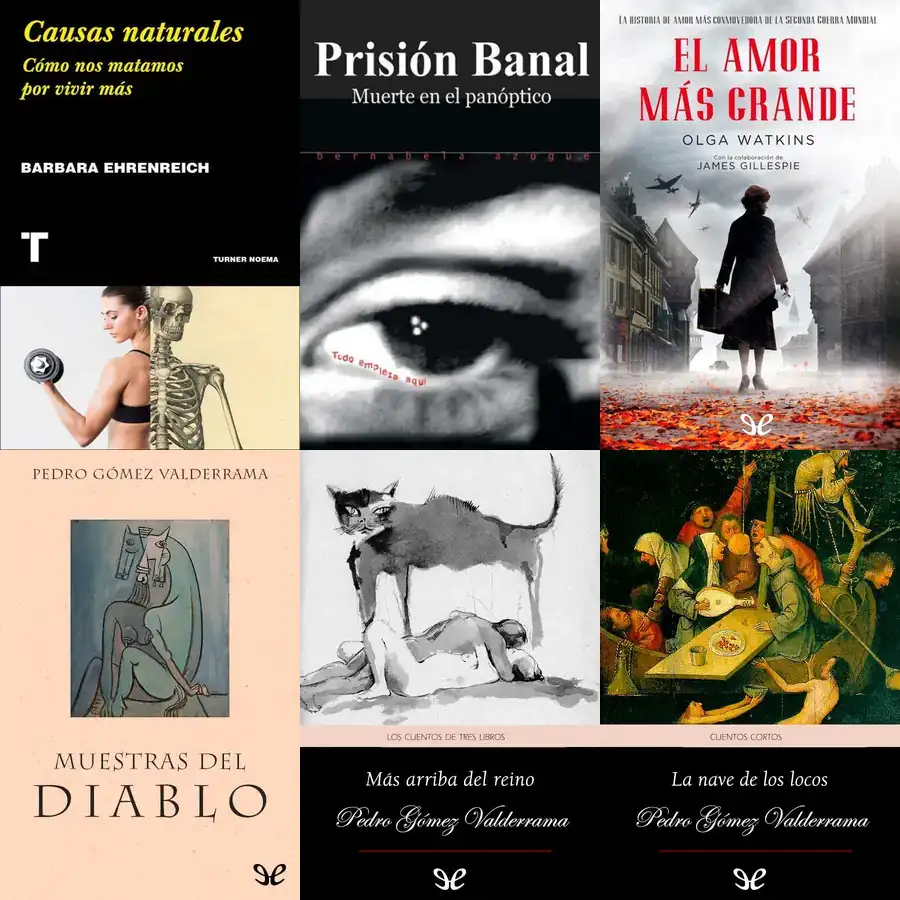 Causas naturales
Cómo nos matamos
por vivir más
BARBARA EHRENREICH
T
TURNER NOEMA
Prisión Banal
Muerte en el panóptico
bernabela azogue
Todo empieza aquí
LA HISTORIA DE AMOR MÁS CONMOVEDORA DE LA SEGUNDA GUERRA MUNDIAL
EL AMOR
MÁS GRANDE
OLGA WATKINS
Con la colaboración de
JAMES GILLESPIE
PEDRO GÓMEZ VALDERRAMA
MUESTRAS DEL
DIABLO
LOS CUENTOS DE TRES LIBROS
Más arriba del reino
Pedro Gómez Valderrama
CUENTOS CORTOS
La nave de los locos
Pedro Gómez Valderrama